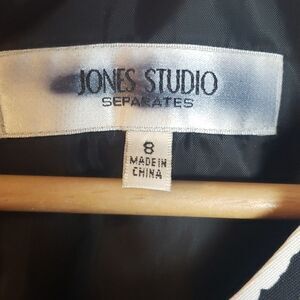 JONES STUDIO
SEPARATES
8
MADE IN
CHINA